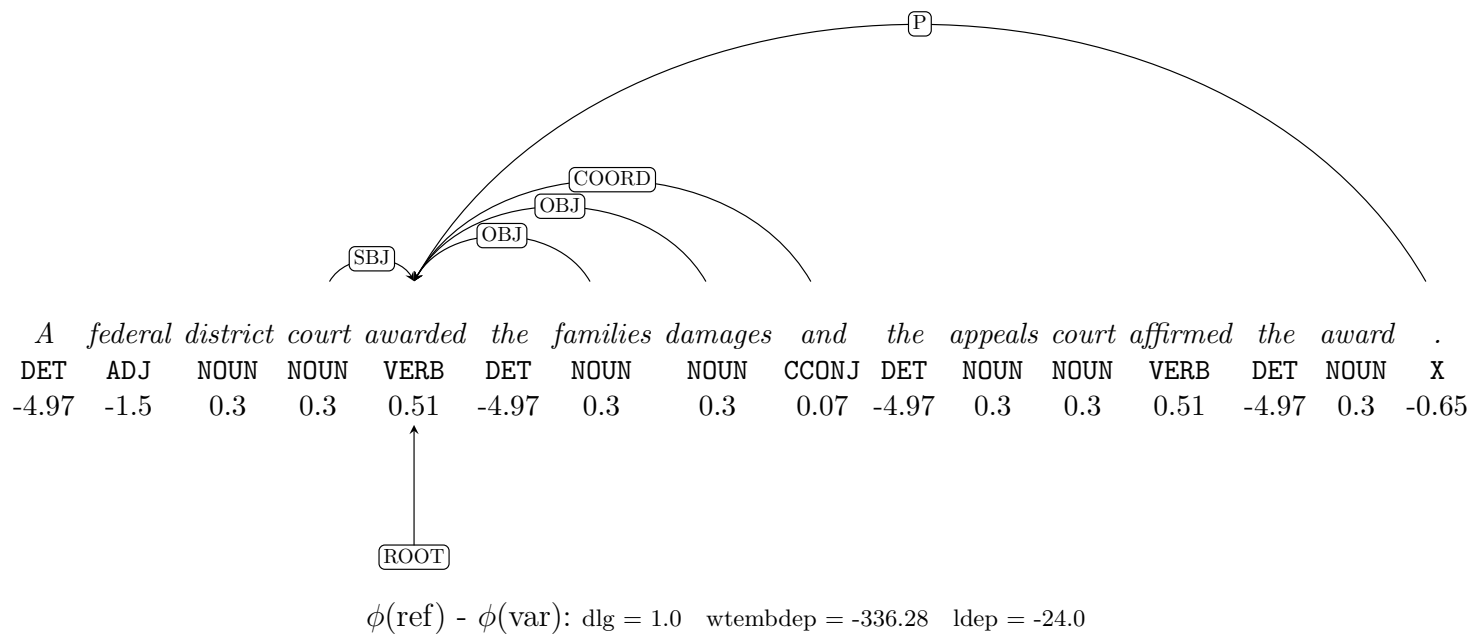 P
COORD
OBJ
OBJ
SBJ
A federal district court awarded the families damages and the appeals court affirmed the award .
DET ADJ NOUN NOUN VERB DET NOUN NOUN CCONJ DET NOUN NOUN VERB DET NOUN X
-4.97 -1.5 0.3 0.3 0.51 -4.97 0.3 0.3 0.07 -4.97 0.3 0.3 0.51 -4.97 0.3 -0.65
ROOT
ϕ(ref) - ϕ(var): dlg = 1.0 wtembdep = -336.28 ldep = -24.0